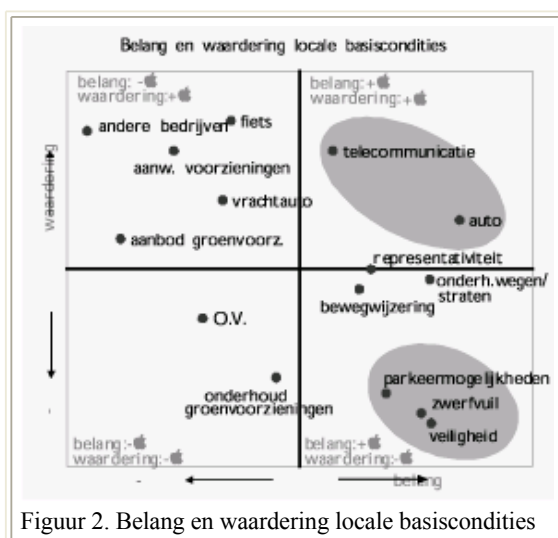 Belang en waardering locale basiscondities
belang: -
waardering:+
belang:+
waardering:+
andere bedrijven
fiets
aanw. voorzieningen
telecommunicatie
vrachtauto
auto
aanbod groenvoorz.
waardering
representativiteit
onderh.wegen/
straten
bewegwijzering
O.V.
onderhoud
groenvoorzieningen
parkeermogelijkheden
zwerfvuil
veiligheid
belang:-
waardering:-
belang:+
waardering:-
-
belang
Figuur 2. Belang en waardering locale basiscondities